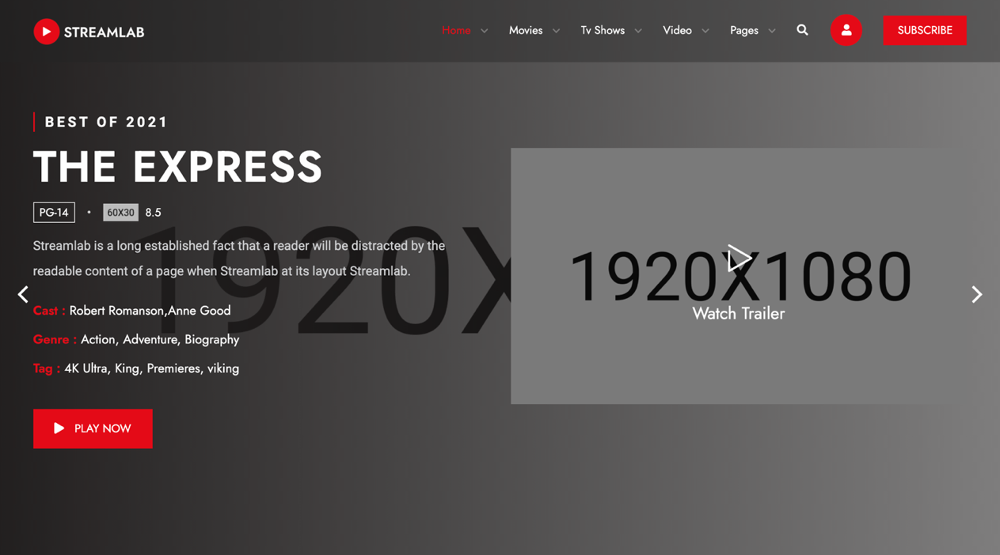 STREAMLAB
Home Movies Tv Shows Video Pages SUBSCRIBE
BEST OF 2021
THE EXPRESS
PG-14 • 60X30 8.5
Streamlab is a long established fact that a reader will be distracted by the
readable content of a page when Streamlab at its layout Streamlab.
Cast : Robert Romanson,Anne Good
Genre : Action, Adventure, Biography
Tag : 4K Ultra, King, Premieres, viking
PLAY NOW
1920X
1920X1080
Watch Trailer